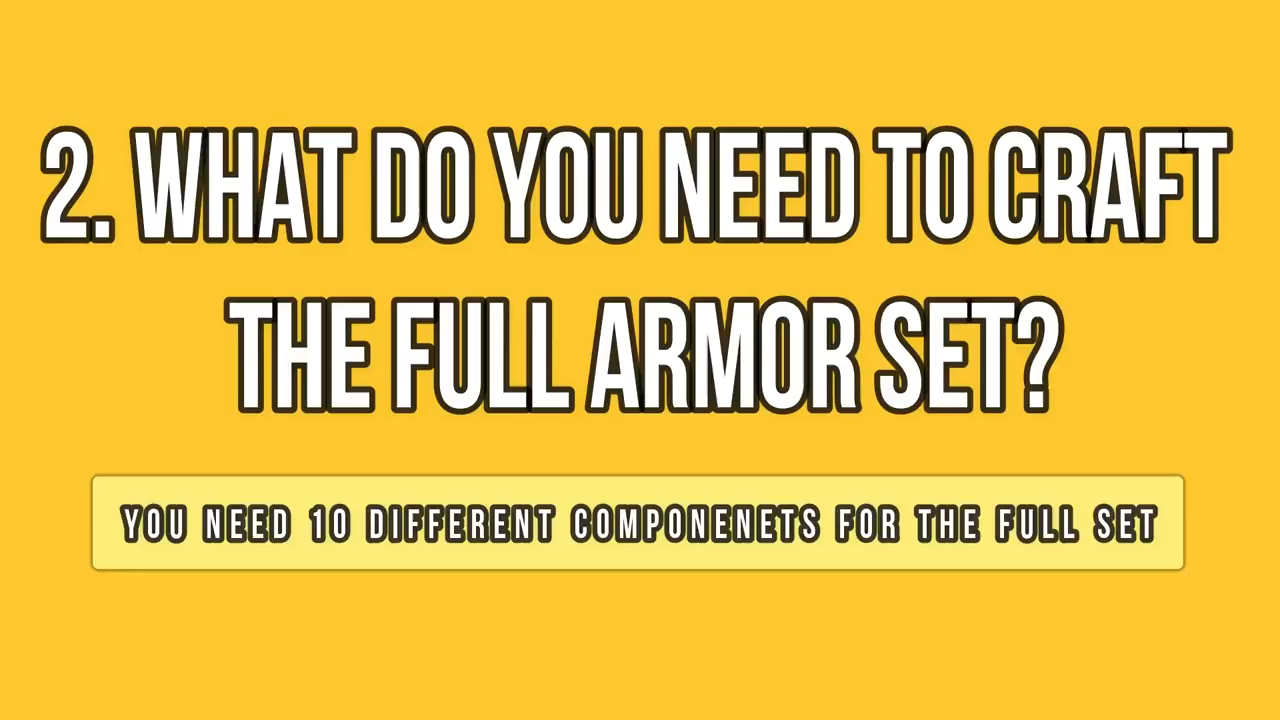 2. WHAT DO YOU NEED TO CRAFT
THE FULL ARMOR SET?
YOU NEED 10 DIFFERENT COMPONENETS FOR THE FULL SET